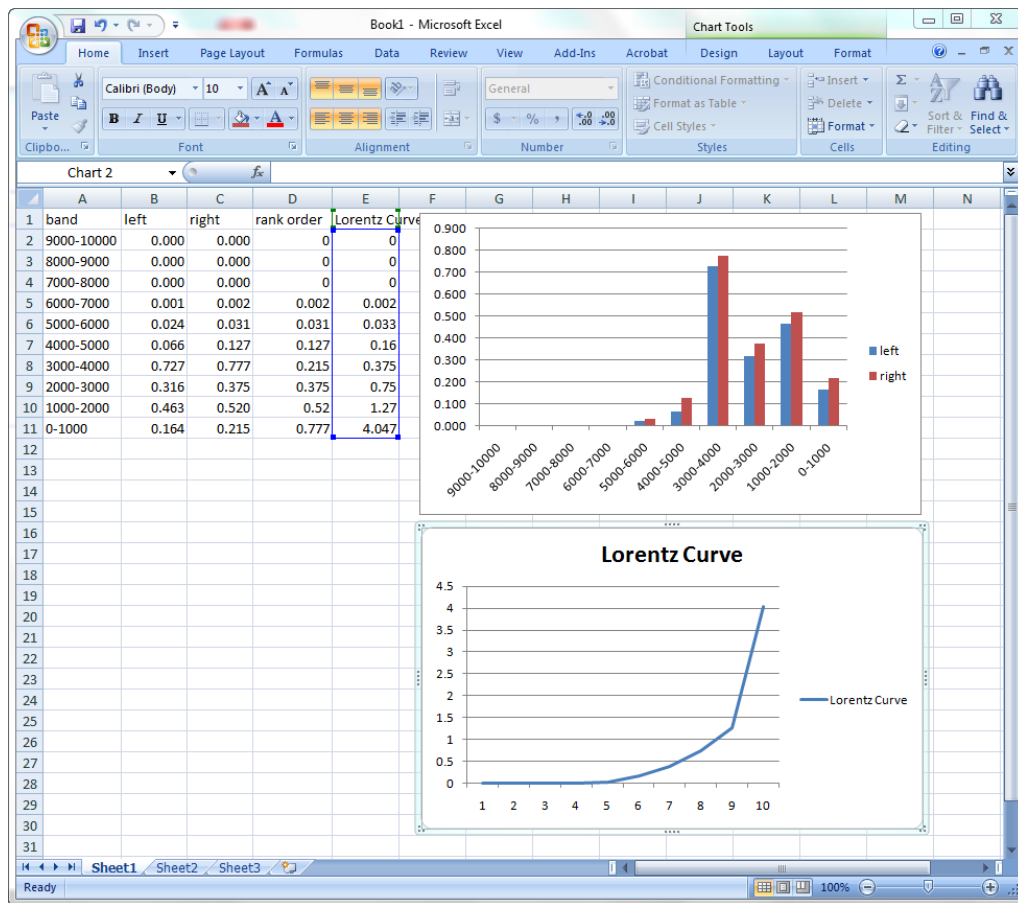 Book1 - Microsoft Excel
Chart Tools
Home Insert Page Layout Formulas Data Review View Add-Ins Acrobat Design Layout Format
Paste
Calibri (Body) 10 A A
B I U A
General
$ % , .00 .00
Conditional Formatting
Format as Table
Cell Styles
Insert
Delete
Format
Σ
Sort & Filter
Find & Select
Clipbo... Font Alignment Number Styles Cells Editing
Chart 2 fx
A B C D E F G H I J K L M N
1 band left right rank order Lorentz Curve
2 9000-10000 0.000 0.000 0 0
3 8000-9000 0.000 0.000 0 0
4 7000-8000 0.000 0.000 0 0
5 6000-7000 0.001 0.002 0.002 0.002
6 5000-6000 0.024 0.031 0.031 0.033
7 4000-5000 0.066 0.127 0.127 0.16
8 3000-4000 0.727 0.777 0.215 0.375
9 2000-3000 0.316 0.375 0.375 0.75
10 1000-2000 0.463 0.520 0.52 1.27
11 0-1000 0.164 0.215 0.777 4.047
12
13
14
15
16
17
18
19
20
21
22
23
24
25
26
27
28
29
30
31
0.900
0.800
0.700
0.600
0.500
0.400
0.300
0.200
0.100
0.000
left
right
9000-10000 8000-9000 7000-8000 6000-7000 5000-6000 4000-5000 3000-4000 2000-3000 1000-2000 0-1000
Lorentz Curve
4.5
4
3.5
3
2.5
2
1.5
1
0.5
0
Lorentz Curve
1 2 3 4 5 6 7 8 9 10
Sheet1 Sheet2 Sheet3
Ready 100%